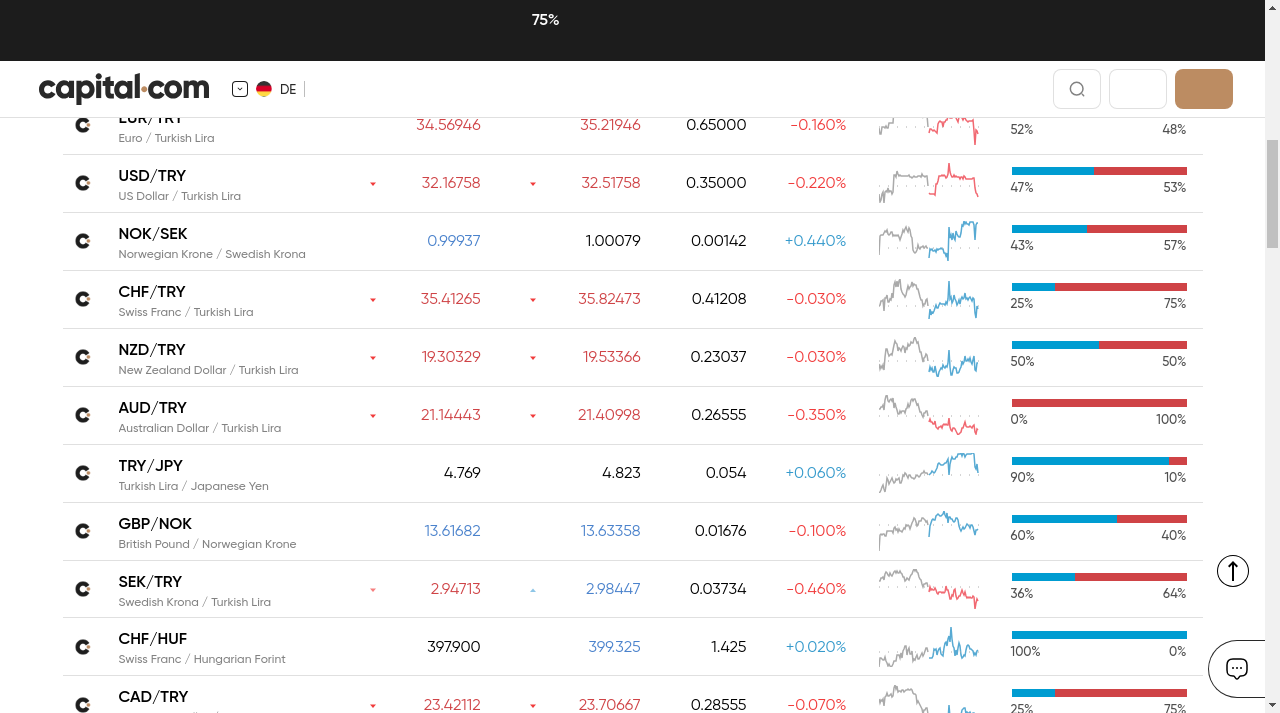 75%
capital.com
DE
EUR/TRY 34.56946 35.21946 0.65000 -0.160%
Euro / Turkish Lira 52% 48%
USD/TRY 32.16758 32.51758 0.35000 -0.220%
US Dollar / Turkish Lira 47% 53%
NOK/SEK 0.99937 1.00079 0.00142 +0.440%
Norwegian Krone / Swedish Krona 43% 57%
CHF/TRY 35.41265 35.82473 0.41208 -0.030%
Swiss Franc / Turkish Lira 25% 75%
NZD/TRY 19.30329 19.53366 0.23037 -0.030%
New Zealand Dollar / Turkish Lira 50% 50%
AUD/TRY 21.14443 21.40998 0.26555 -0.350%
Australian Dollar / Turkish Lira 0% 100%
TRY/JPY 4.769 4.823 0.054 +0.060%
Turkish Lira / Japanese Yen 90% 10%
GBP/NOK 13.61682 13.63358 0.01676 -0.100%
British Pound / Norwegian Krone 60% 40%
SEK/TRY 2.94713 2.98447 0.03734 -0.460%
Swedish Krona / Turkish Lira 36% 64%
CHF/HUF 397.900 399.325 1.425 +0.020%
Swiss Franc / Hungarian Forint 100% 0%
CAD/TRY 23.42112 23.70667 0.28555 -0.070%
25% 75%